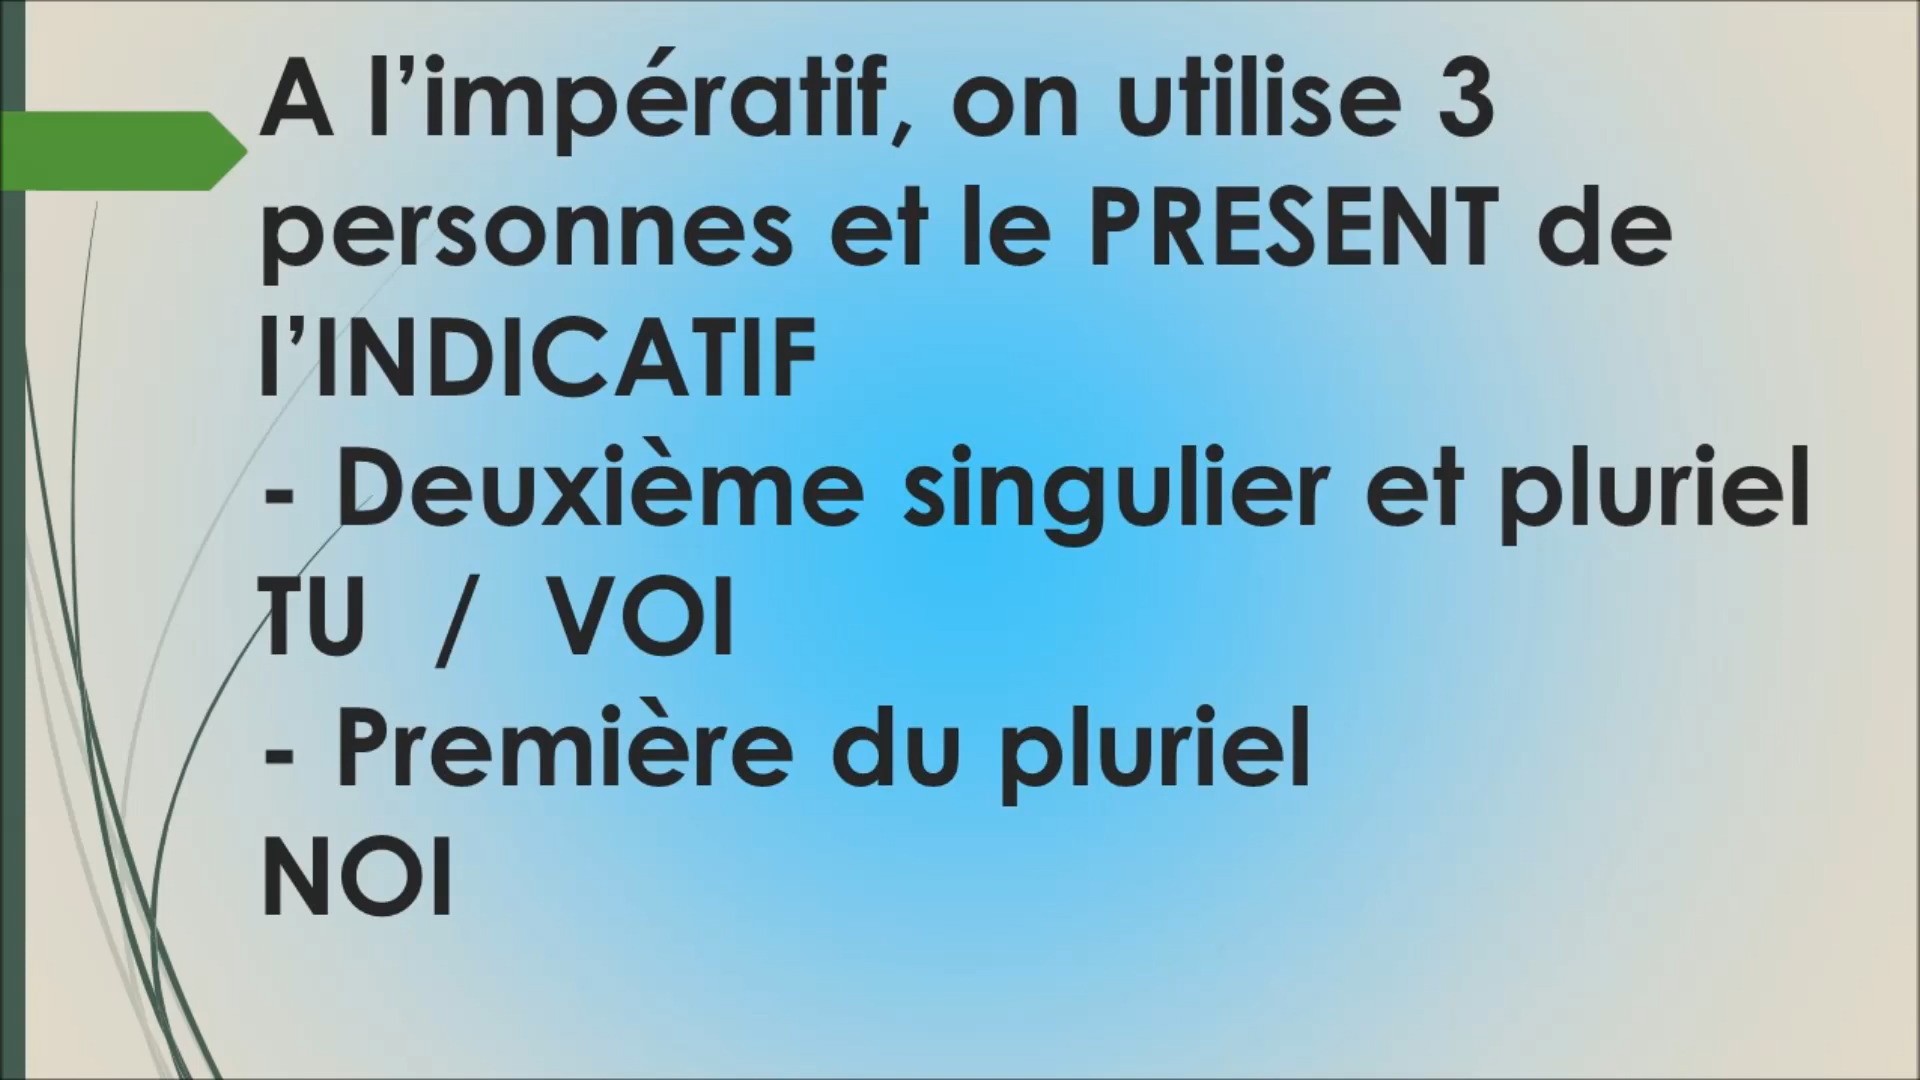 A l’impératif, on utilise 3
personnes et le PRESENT de
l’INDICATIF
- Deuxième singulier et pluriel
TU / VOI
- Première du pluriel
NOI